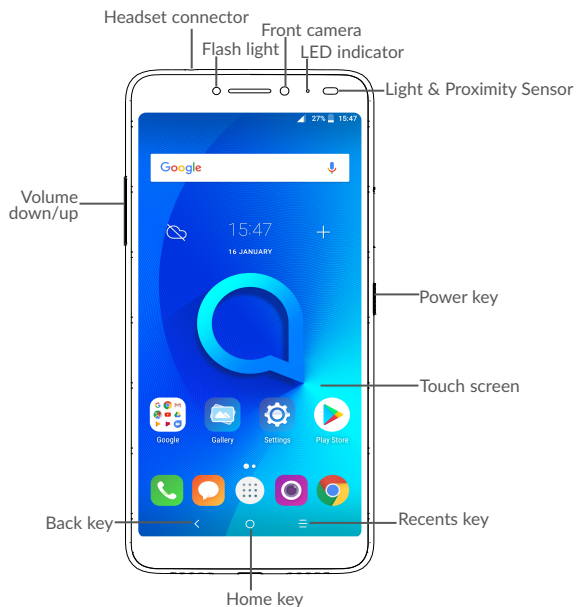 Headset connector
Front camera
Flash light
LED indicator
Light & Proximity Sensor
27% 15:47
Google
Volume
down/up
15:47
16 JANUARY
Power key
Touch screen
Google
Gallery
Settings
Play Store
Back key
Recents key
Home key